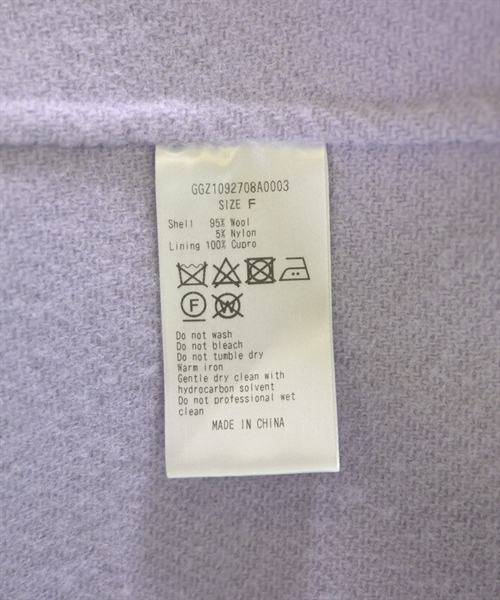 GGZ1092708A0003
SIZE F
Shell 95% Wool
5% Nylon
Lining 100% Cupro
F W
Do not wash
Do not bleach
Do not tumble dry
Warm iron
Gentle dry clean with
hydrocarbon solvent
Do not professional wet
clean
MADE IN CHINA